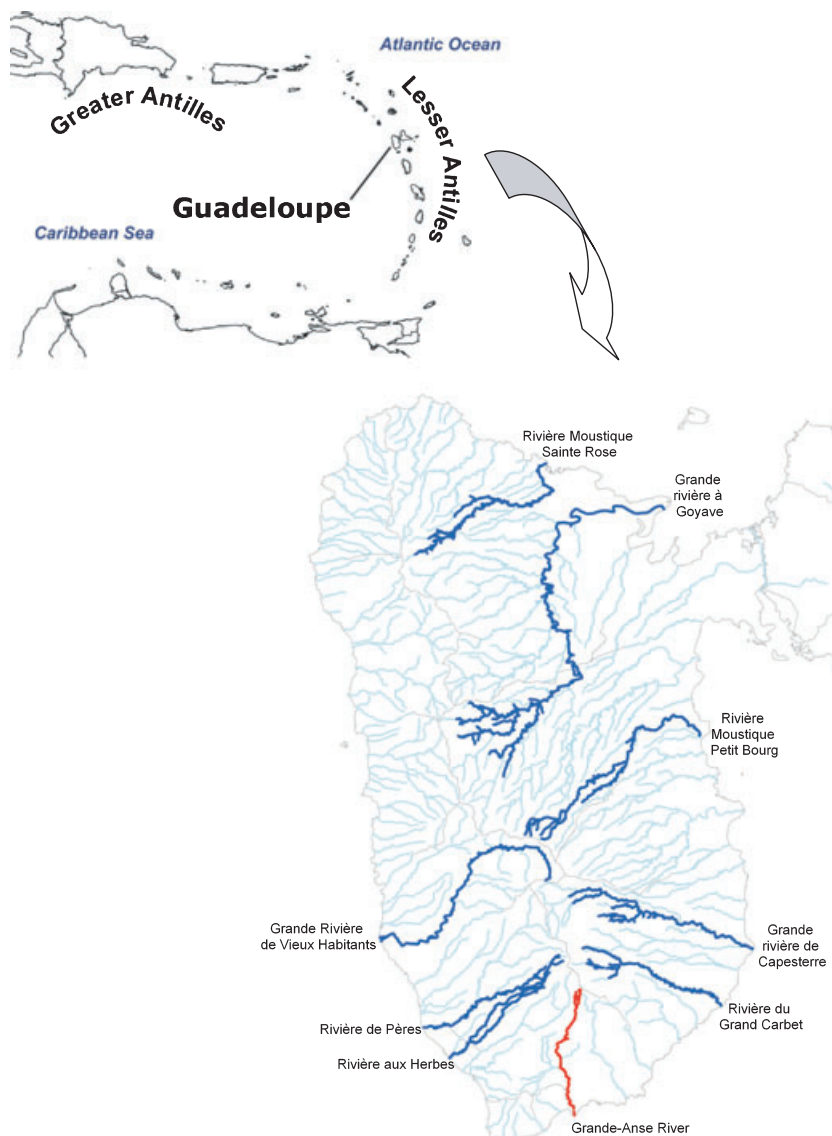 Atlantic Ocean
Greater Antilles
Lesser Antilles
Guadeloupe
Caribbean Sea
Rivière Moustique
Sainte Rose
Grande
rivière à
Goyave
Rivière
Moustique
Petit Bourg
Grande Rivière
de Vieux Habitants
Grande
rivière de
Capesterre
Rivière du
Grand Carbet
Rivière de Pères
Rivière aux Herbes
Grande-Anse River